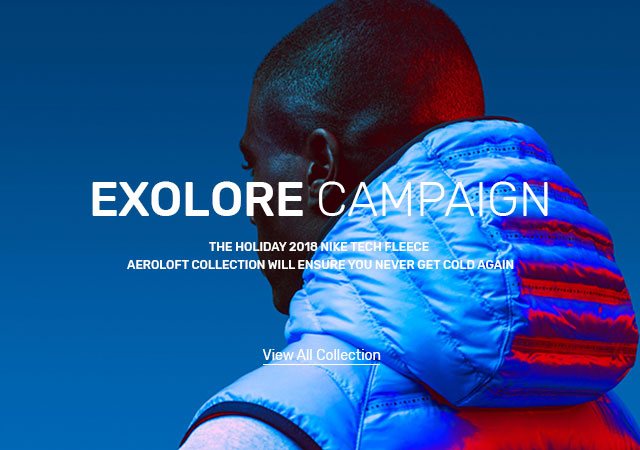 EXOLORE CAMPAIGN
THE HOLIDAY 2018 NIKE TECH FLEECE
AEROLOFT COLLECTION WILL ENSURE YOU NEVER GET COLD AGAIN
View All Collection